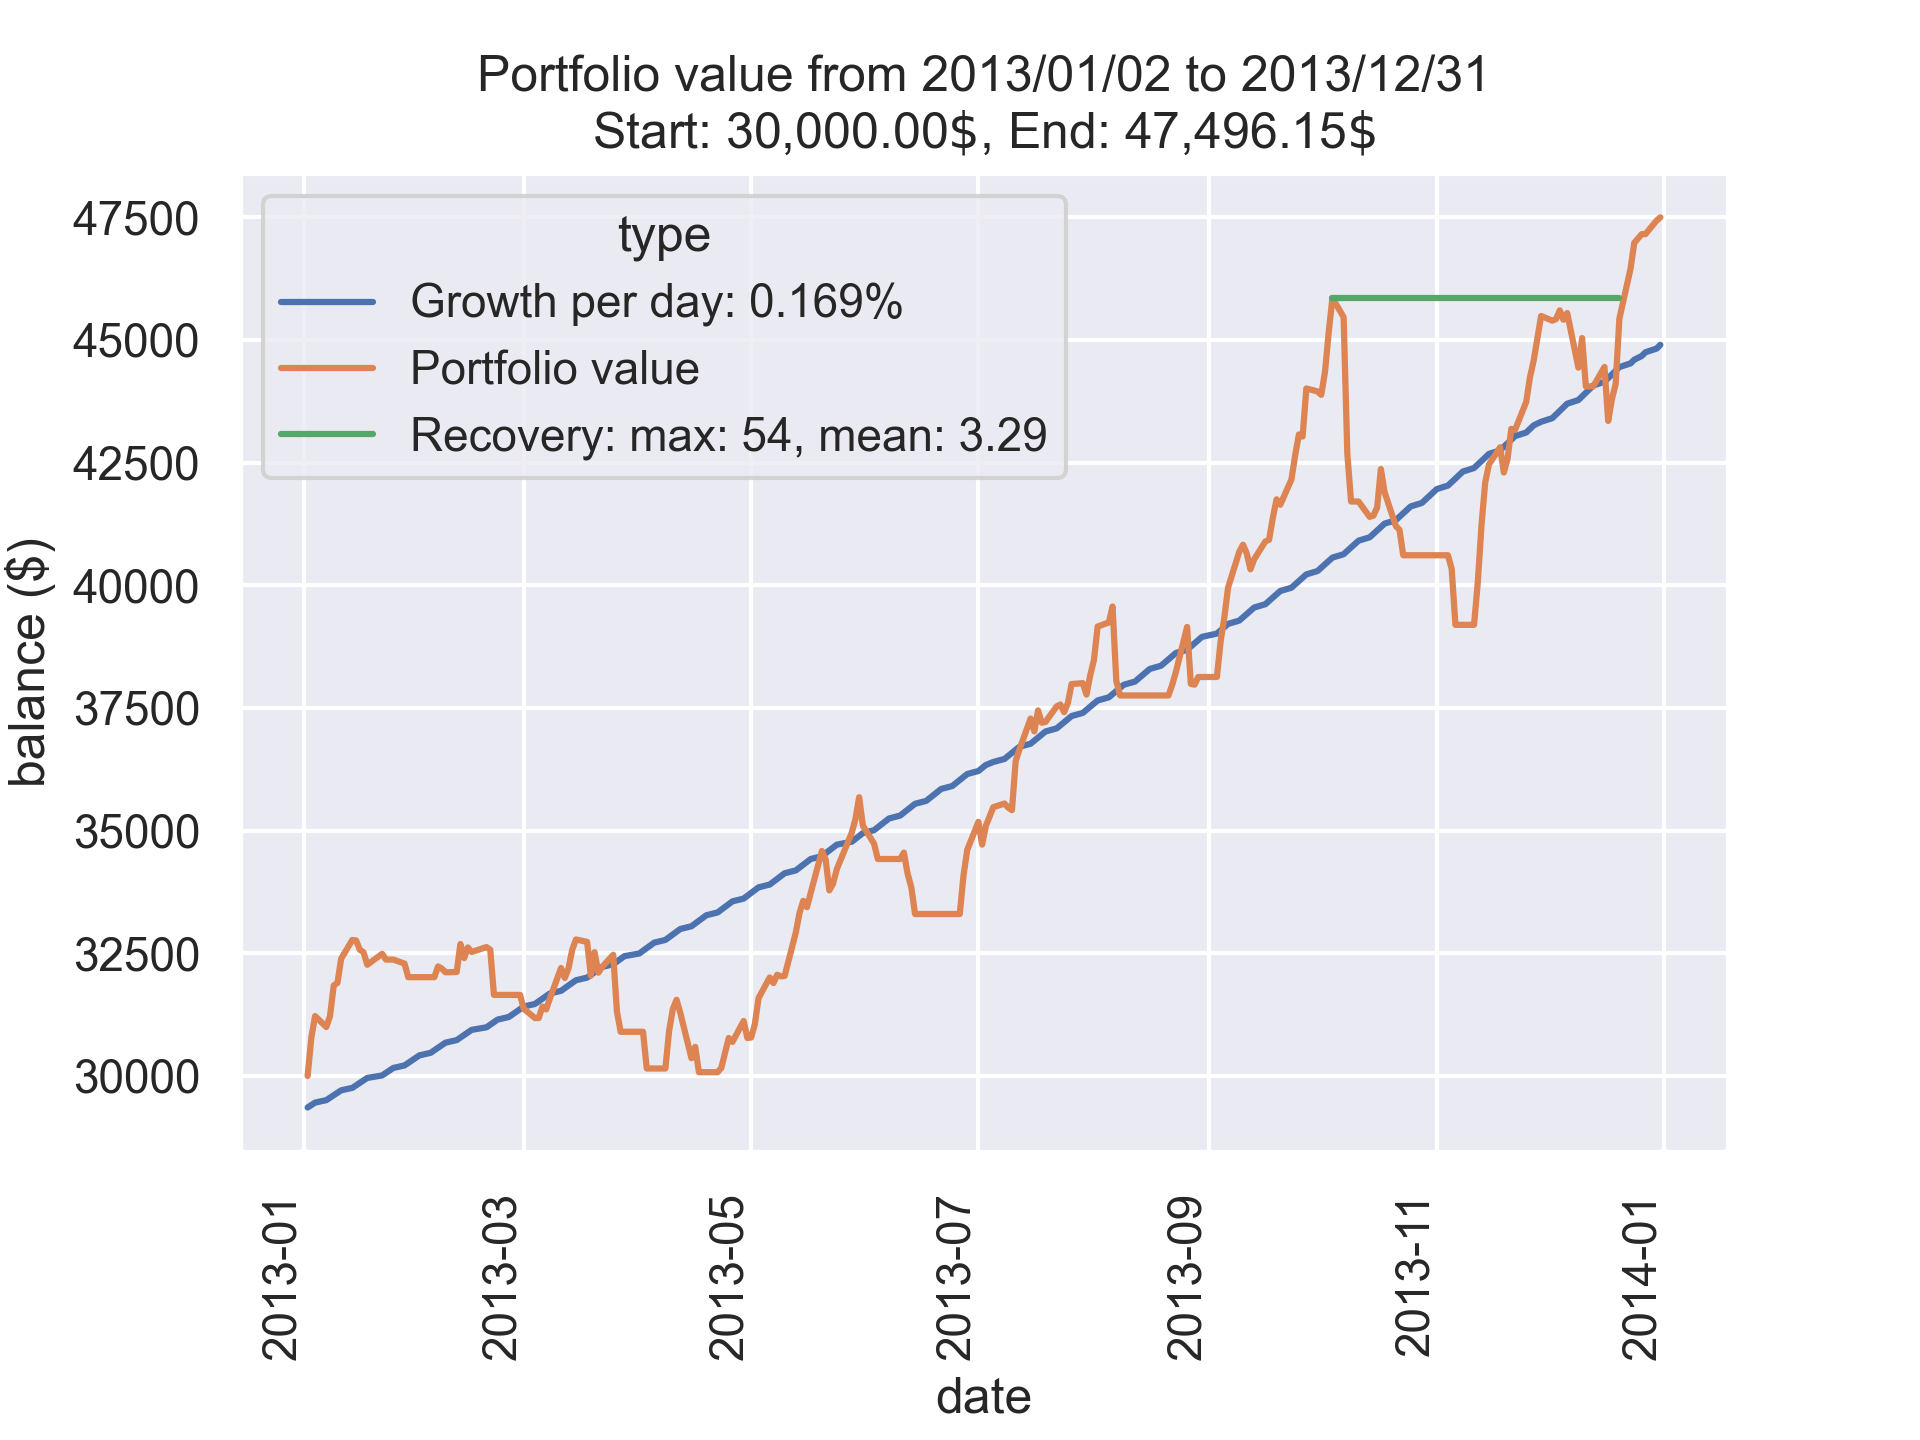 Portfolio value from 2013/01/02 to 2013/12/31
Start: 30,000.00$, End: 47,496.15$
type
Growth per day: 0.169%
Portfolio value
Recovery: max: 54, mean: 3.29
balance ($)
47500
45000
42500
40000
37500
35000
32500
30000
2013-01
2013-03
2013-05
2013-07
2013-09
2013-11
2014-01
date